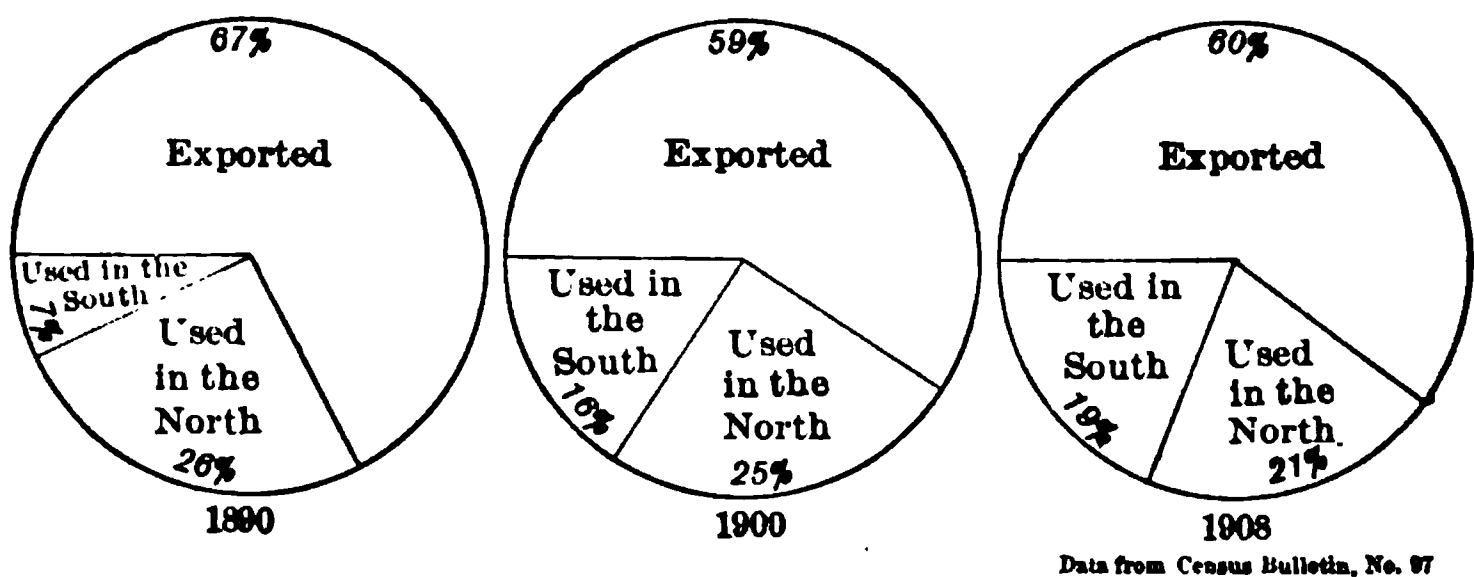 67%
Exported
Used in the
South
7%
Used
in the
North
26%
1890
59%
Exported
Used in
the
South
16%
Used
in the
North
25%
1900
60%
Exported
Used in
the
South
19%
Used
in the
North.
21%
1908
Data from Census Bulletin, No. 97